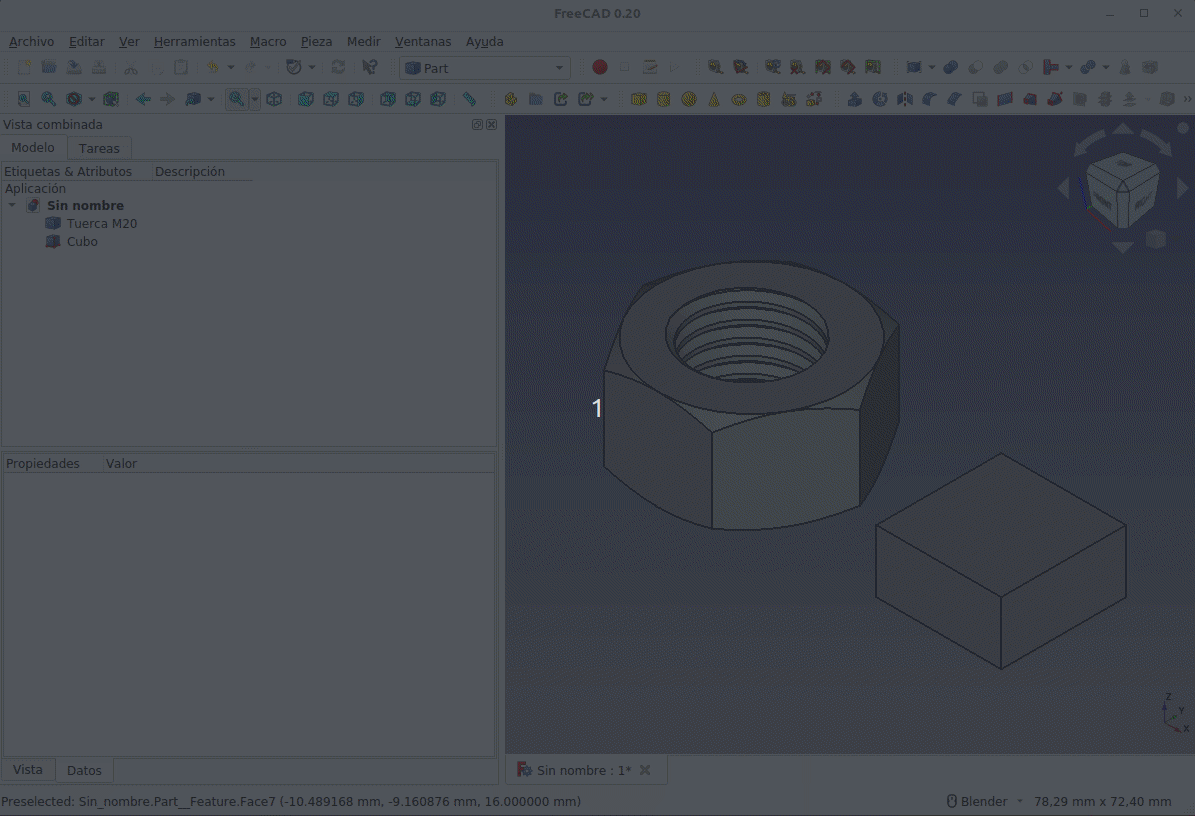 FreeCAD 0.20
Archivo Editar Ver Herramientas Macro Pieza Medir Ventanas Ayuda
Part
Vista combinada
Modelo Tareas
Etiquetas & Atributos Descripción
Aplicación
Sin nombre
Tuerca M20
Cubo
1
Propiedades Valor
Z
Y
X
Vista Datos
Sin nombre : 1*
Preselected: Sin_nombre.Part__Feature.Face7 (-10.489168 mm, -9.160876 mm, 16.000000 mm)
Blender 78,29 mm x 72,40 mm